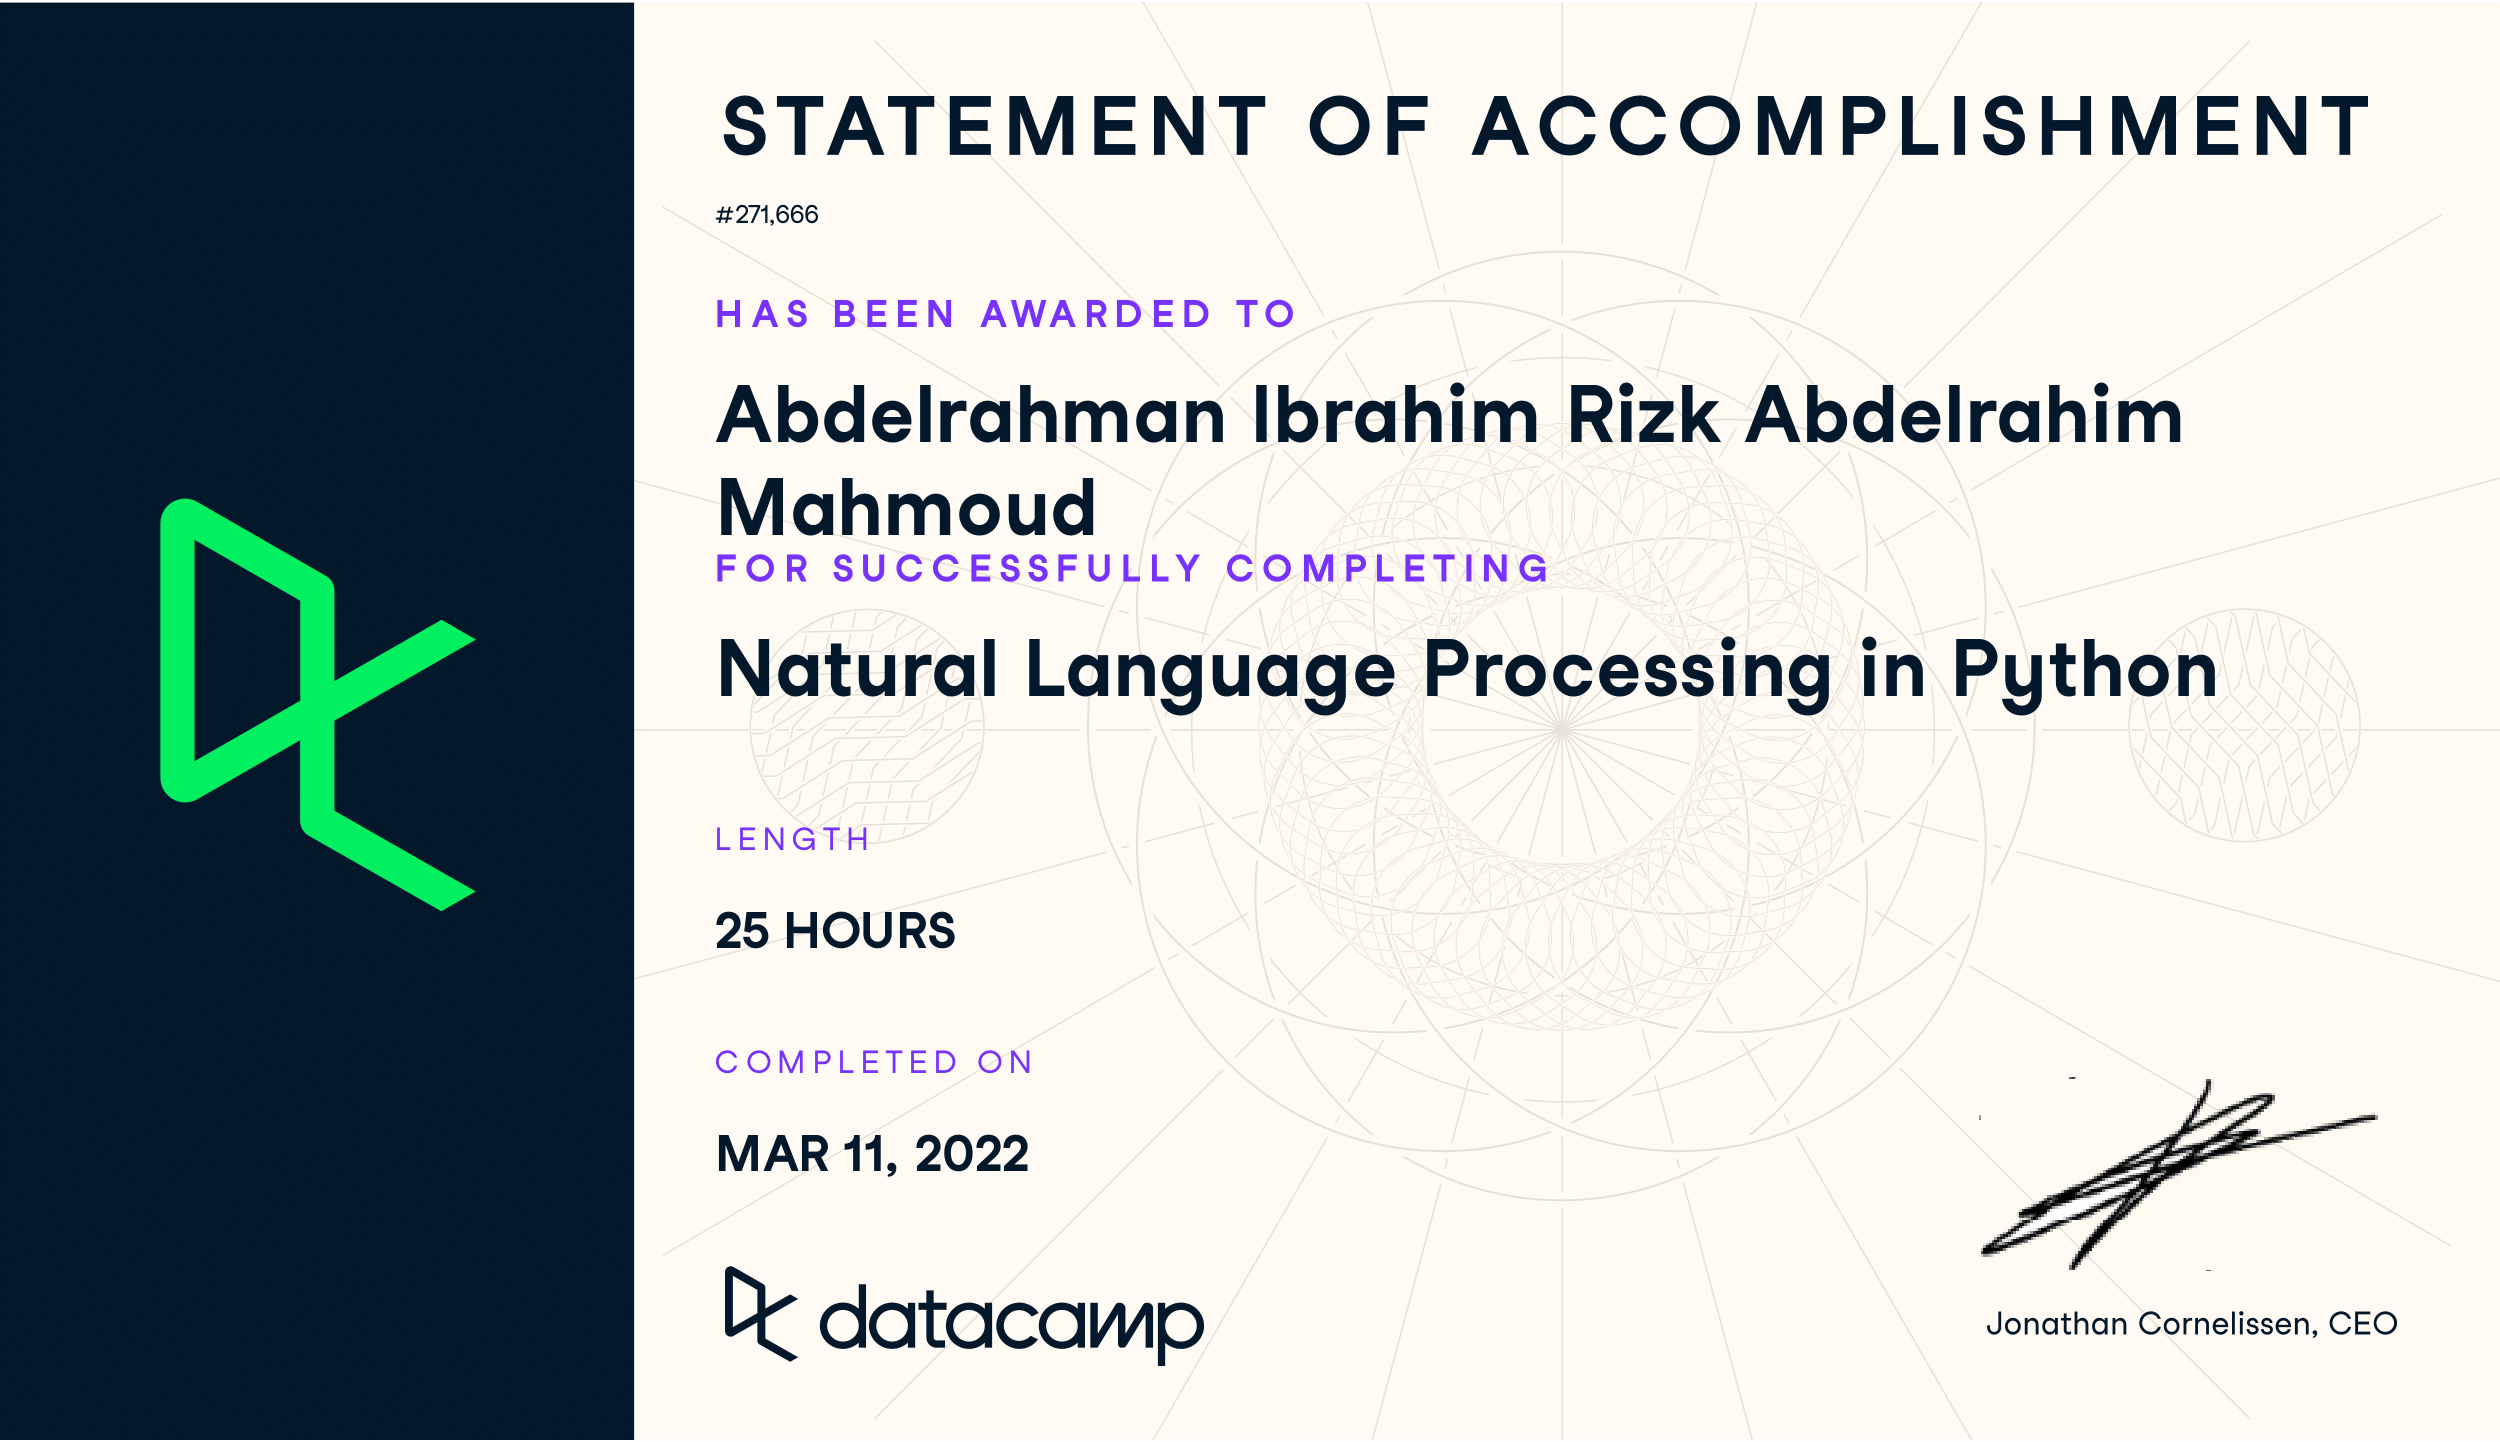 STATEMENT OF ACCOMPLISHMENT
#271,666
HAS BEEN AWARDED TO
Abdelrahman Ibrahim Rizk Abdelrahim
Mahmoud
FOR SUCCESSFULLY COMPLETING
Natural Language Processing in Python
LENGTH
25 HOURS
COMPLETED ON
MAR 11, 2022
datacamp
Jonathan Cornelissen, CEO